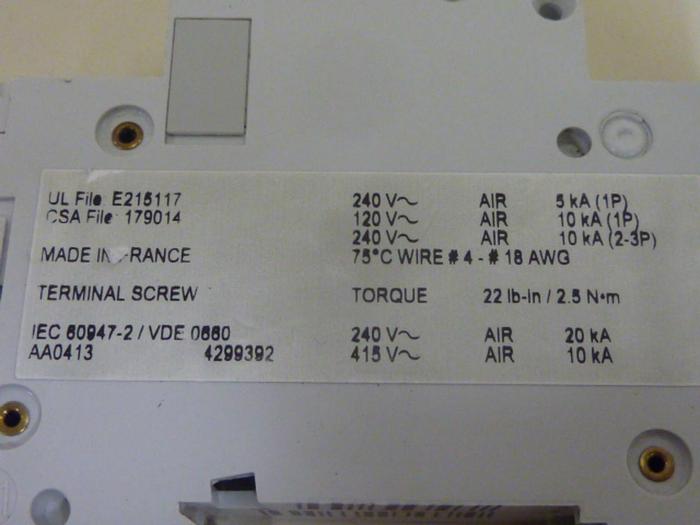 UL File: E215117 240 V~ AIR 5 kA (1P)
CSA File: 179014 120 V~ AIR 10 kA (1P)
240 V~ AIR 10 kA (2-3P)
MADE IN FRANCE 75°C WIRE # 4 - # 18 AWG
TERMINAL SCREW TORQUE 22 lb-in / 2.5 N•m
IEC 60947-2 / VDE 0660 240 V~ AIR 20 kA
AA0413 4299392 415 V~ AIR 10 kA